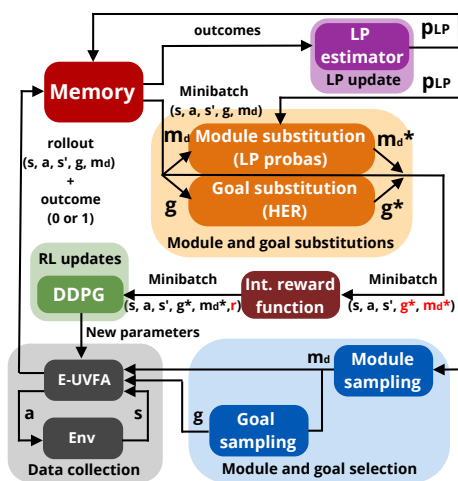 outcomes
LP
estimator
LP update
pLP
pLP
Memory
Minibatch
(s, a, s', g, md)
md
Module substitution
(LP probas)
md*
g
Goal substitution
(HER)
g*
Module and goal substitutions
rollout
(s, a, s', g, md)
+
outcome
(0 or 1)
RL updates
DDPG
Minibatch
(s, a, s', g*, md*,r)
Int. reward
function
Minibatch
(s, a, s', g*, md*)
New parameters
E-UVFA
a
s
Env
Data collection
md
Module
sampling
g
Goal
sampling
Module and goal selection